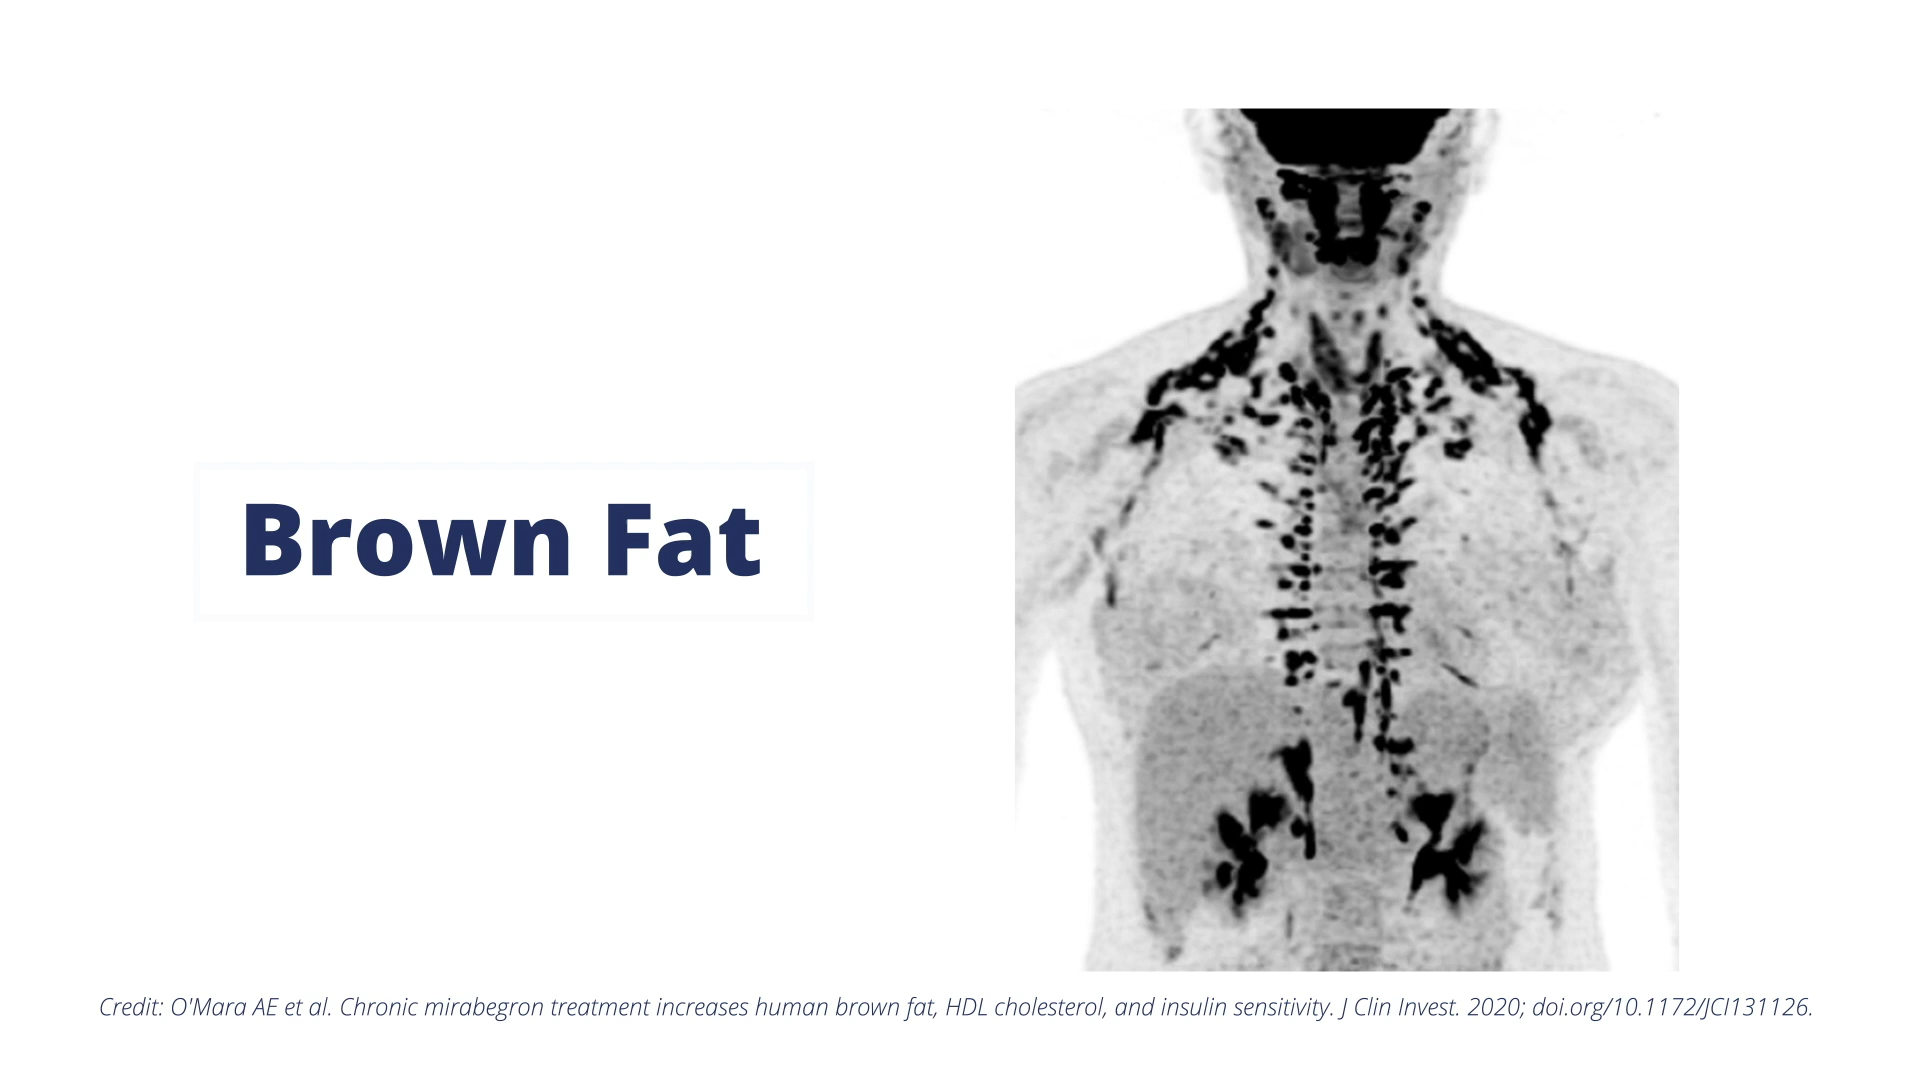 Brown Fat
Credit: O'Mara AE et al. Chronic mirabegron treatment increases human brown fat, HDL cholesterol, and insulin sensitivity. J Clin Invest. 2020; doi.org/10.1172/JCI131126.